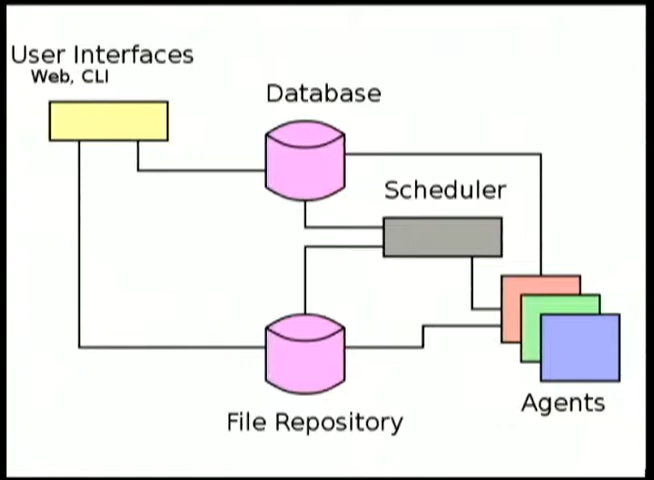 User Interfaces
Web, CLI
Database
Scheduler
Agents
File Repository